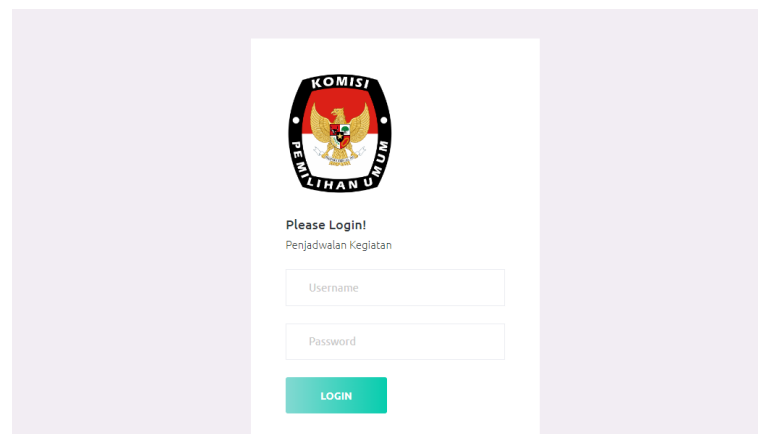 KOMISI
PEMILIHAN UMUM
Please Login!
Penjadwalan Kegiatan
Username
Password
LOGIN